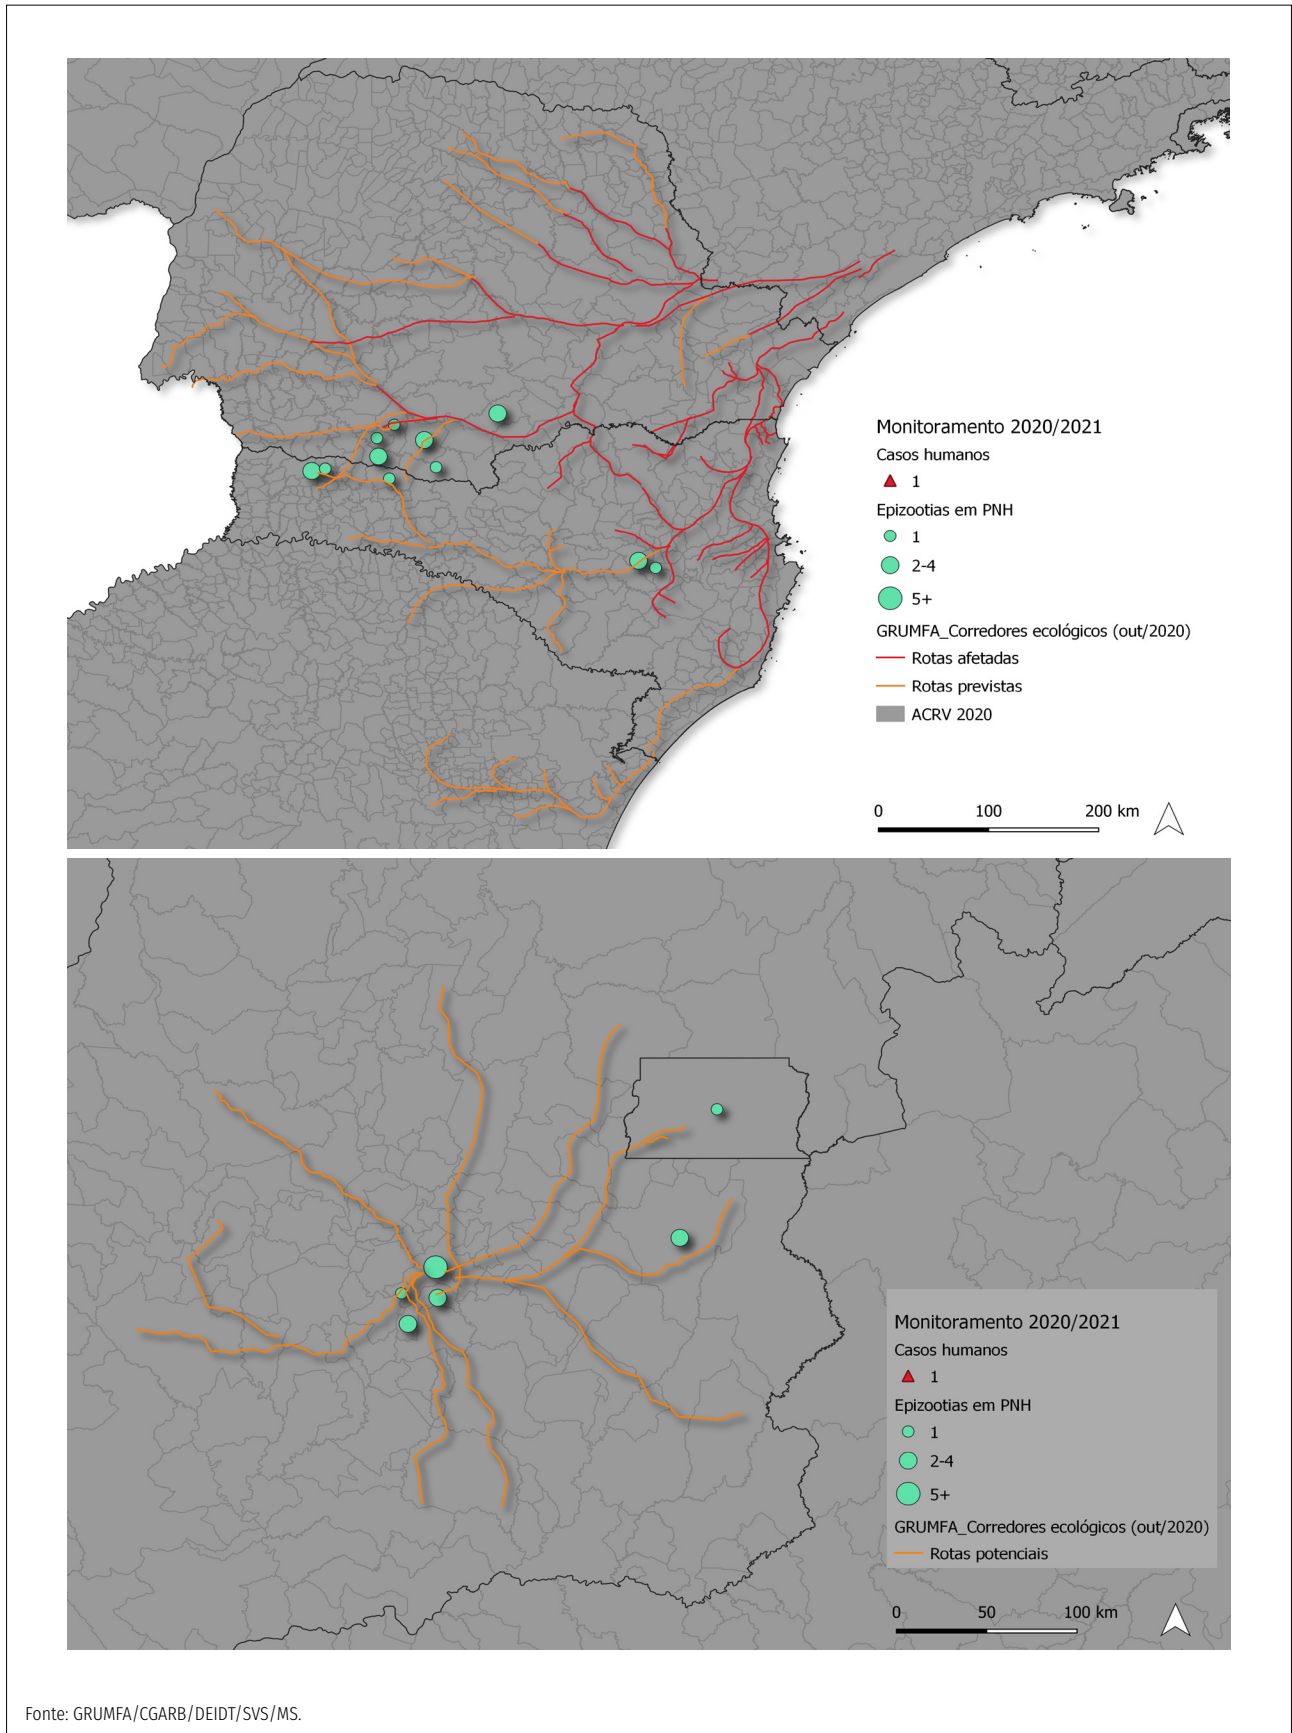 Monitoramento 2020/2021
Casos humanos
1
Epizootias em PNH
1
2-4
5+
GRUMFA_Corredores ecológicos (out/2020)
Rotas afetadas
Rotas previstas
ACRV 2020
0 100 200 km
Monitoramento 2020/2021
Casos humanos
1
Epizootias em PNH
1
2-4
5+
GRUMFA_Corredores ecológicos (out/2020)
Rotas potenciais
0 50 100 km
Fonte: GRUMFA/CGARB/DEIDT/SVS/MS.